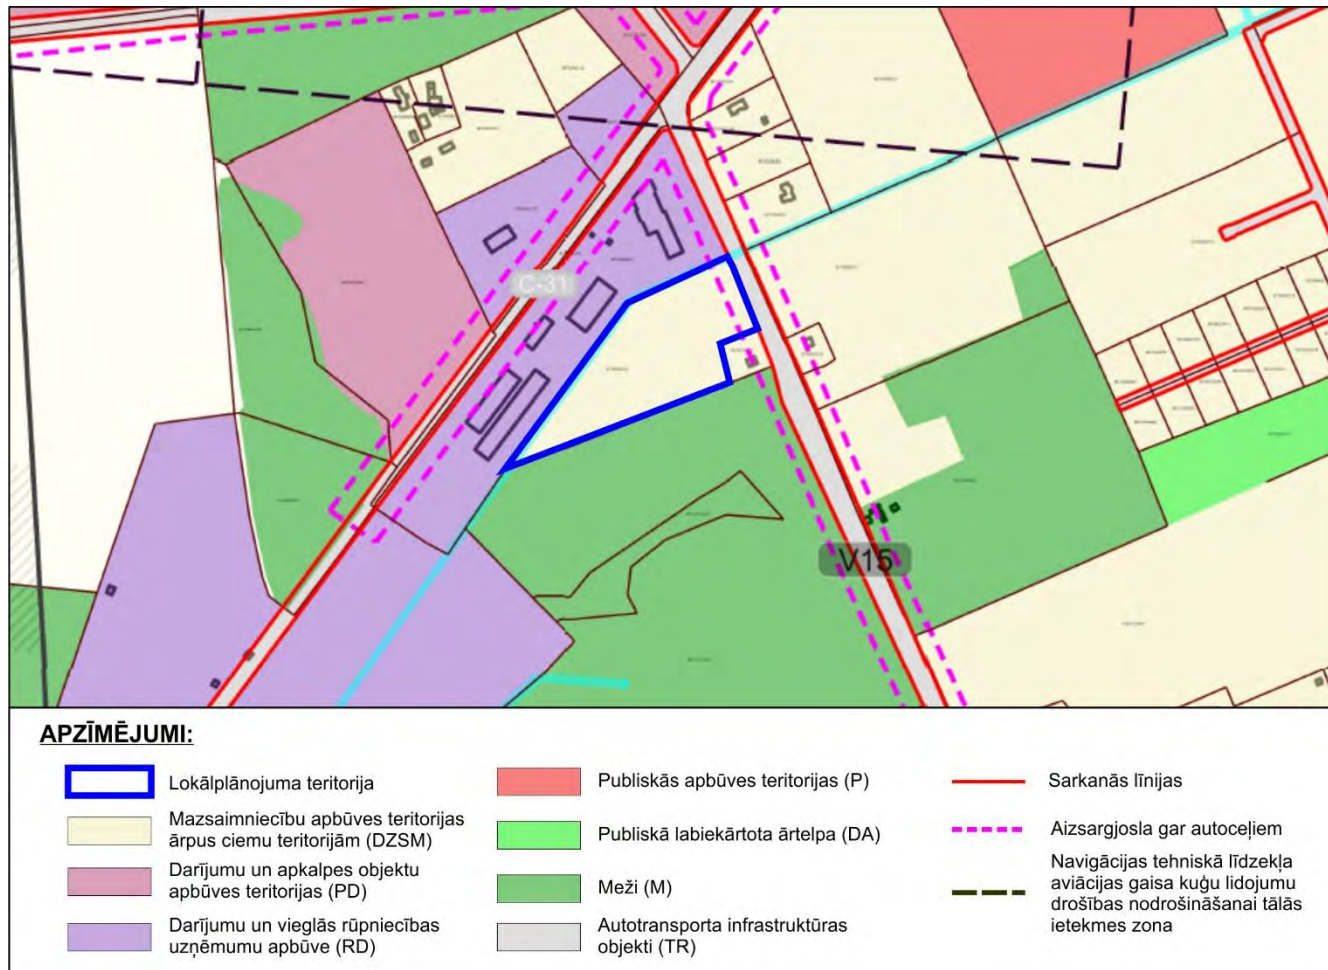 C-31
V15
APZĪMĒJUMI:
Lokālplānojuma teritorija
Mazsaimniecību apbūves teritorijas
ārpus ciemu teritorijām (DZSM)
Darījumu un apkalpes objektu
apbūves teritorijas (PD)
Darījumu un vieglās rūpniecības
uzņēmumu apbūve (RD)
Publiskās apbūves teritorijas (P)
Publiskā labiekārtota ārtelpa (DA)
Meži (M)
Autotransporta infrastruktūras
objekti (TR)
Sarkanās līnijas
Aizsargjosla gar autoceļiem
Navigācijas tehniskā līdzekļa
aviācijas gaisa kuģu lidojumu
drošības nodrošināšanai tālās
ietekmes zona